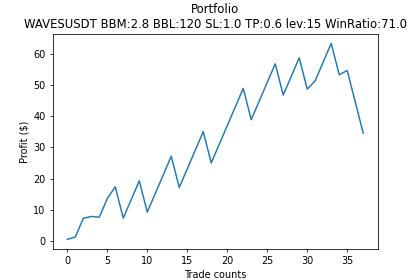 Portfolio
WAVESUSDT BBM:2.8 BBL:120 SL:1.0 TP:0.6 lev:15 WinRatio:71.0
60
50
40
30
20
10
0
Profit ($)
0 5 10 15 20 25 30 35
Trade counts